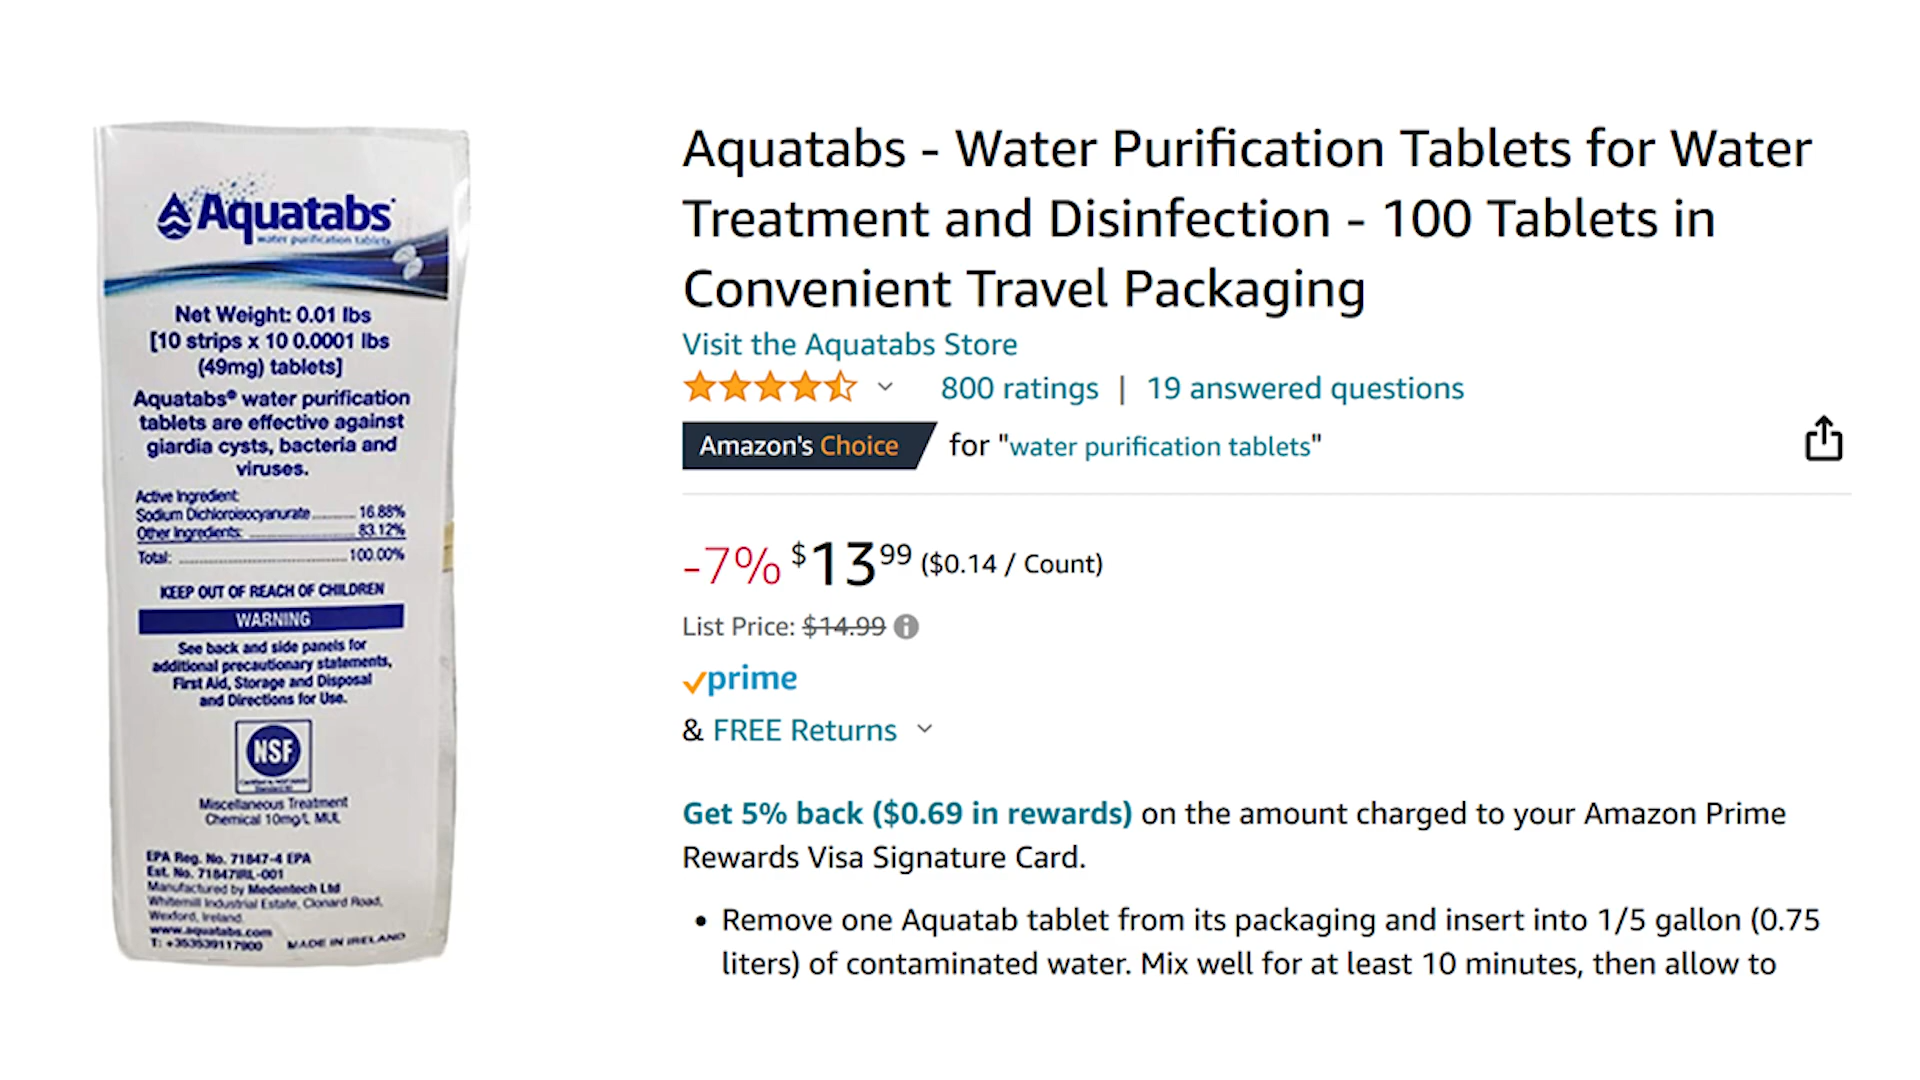 Aquatabs
water purification tablets
Net Weight: 0.01 lbs
[10 strips x 10 0.0001 lbs
(49mg) tablets]
Aquatabs® water purification
tablets are effective against
giardia cysts, bacteria and
viruses.
Active Ingredient:
Sodium Dichloroisocyanurate ........... 16.88%
Other Ingredients: ........................... 83.12%
Total: ............................................ 100.00%
KEEP OUT OF REACH OF CHILDREN
WARNING
See back and side panels for
additional precautionary statements,
First Aid, Storage and Disposal
and Directions for Use.
NSF
Miscellaneous Treatment
Chemical 10mg/L MUL
EPA Reg. No. 71847-4 EPA
Est. No. 71847IRL-001
Manufactured by Medentech Ltd
Whitemill Industrial Estate, Clonard Road,
Wexford, Ireland.
www.aquatabs.com
T: +353539117900 MADE IN IRELAND
Aquatabs - Water Purification Tablets for Water
Treatment and Disinfection - 100 Tablets in
Convenient Travel Packaging
Visit the Aquatabs Store
800 ratings | 19 answered questions
Amazon's Choice for "water purification tablets"
-7% $13 99 ($0.14 / Count)
List Price: $14.99
prime
& FREE Returns
Get 5% back ($0.69 in rewards) on the amount charged to your Amazon Prime
Rewards Visa Signature Card.
• Remove one Aquatab tablet from its packaging and insert into 1/5 gallon (0.75
liters) of contaminated water. Mix well for at least 10 minutes, then allow to